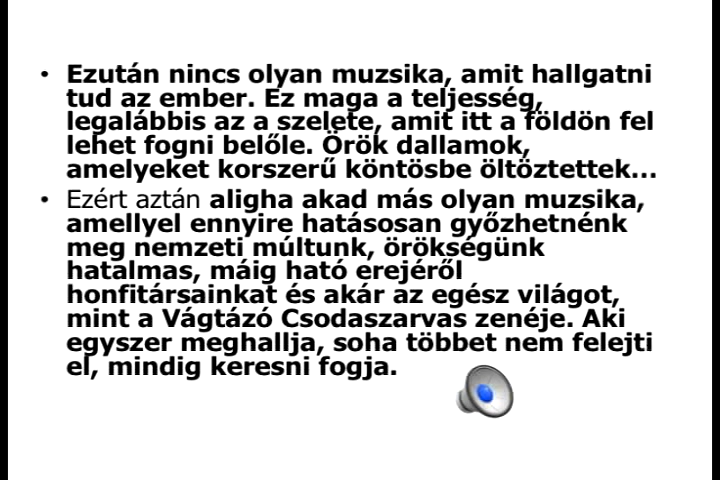 • Ezután nincs olyan muzsika, amit hallgatni
tud az ember. Ez maga a teljesség,
legalábbis az a szelete, amit itt a földön fel
lehet fogni belőle. Örök dallamok,
amelyeket korszerű köntösbe öltöztettek...
• Ezért aztán aligha akad más olyan muzsika,
amellyel ennyire hatásosan győzhetnénk
meg nemzeti múltunk, örökségünk
hatalmas, máig ható erejéről
honfitársainkat és akár az egész világot,
mint a Vágtázó Csodaszarvas zenéje. Aki
egyszer meghallja, soha többet nem felejti
el, mindig keresni fogja.